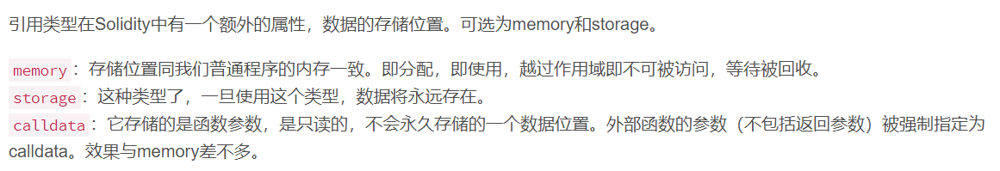 引用类型在Solidity中有一个额外的属性，数据的存储位置。可选为memory和storage。
memory：存储位置同我们普通程序的内存一致。即分配，即使用，越过作用域即不可被访问，等待被回收。
storage：这种类型了，一旦使用这个类型，数据将永远存在。
calldata：它存储的是函数参数，是只读的，不会永久存储的一个数据位置。外部函数的参数（不包括返回参数）被强制指定为
calldata。效果与memory差不多。